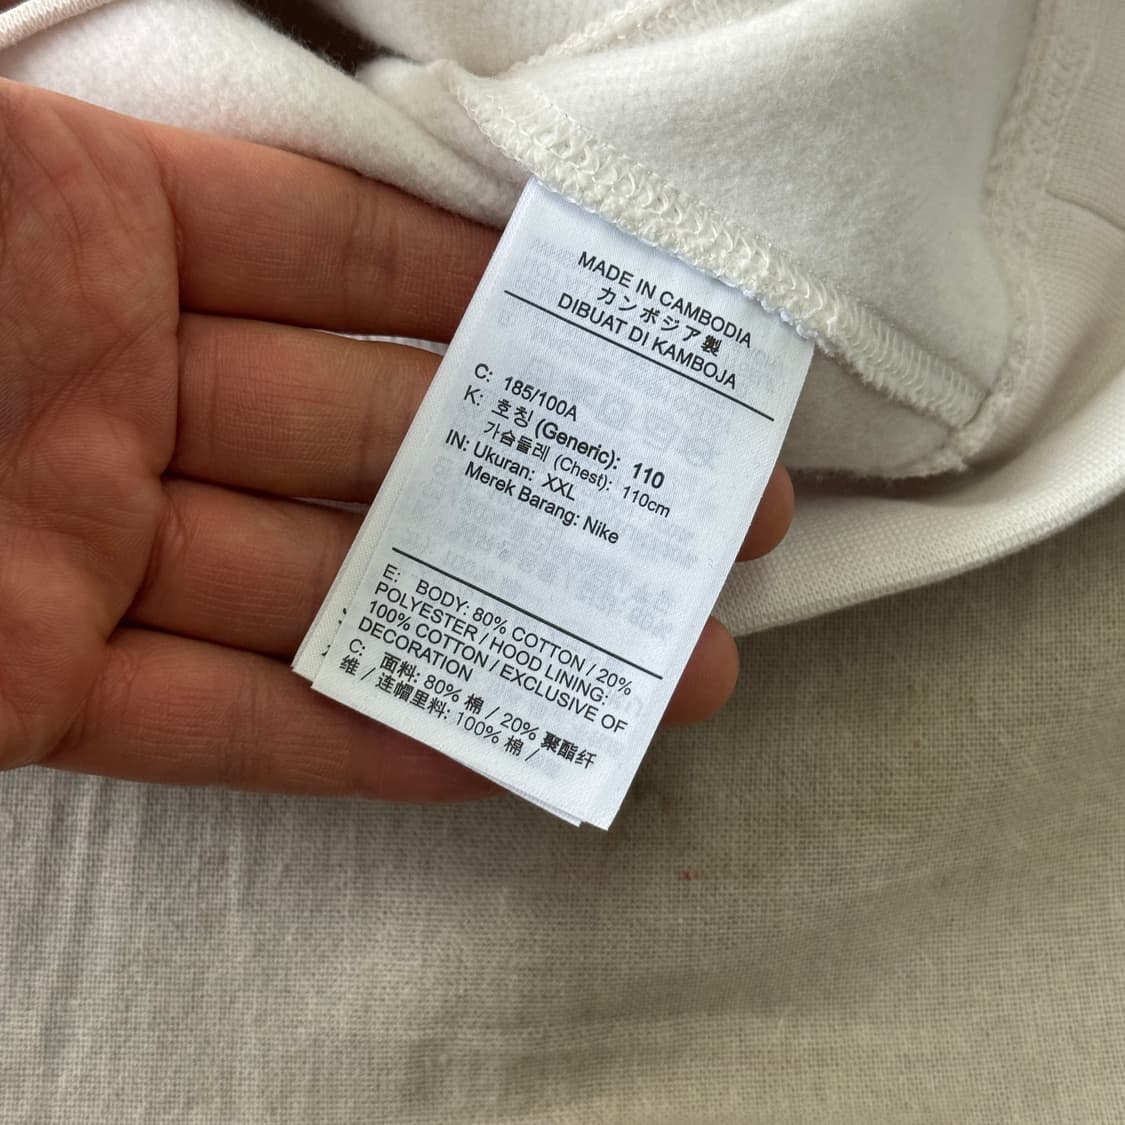 MADE IN CAMBODIA
カンボジア製
DIBUAT DI KAMBOJA
C: 185/100A
K: 호칭 (Generic): 110
가슴둘레 (Chest): 110cm
IN: Ukuran: XXL
Merek Barang: Nike
E: BODY: 80% COTTON / 20%
POLYESTER / HOOD LINING:
100% COTTON / EXCLUSIVE OF
DECORATION
C: 面料: 80% 棉 / 20% 聚酯纤
维 / 连帽里料: 100% 棉 /